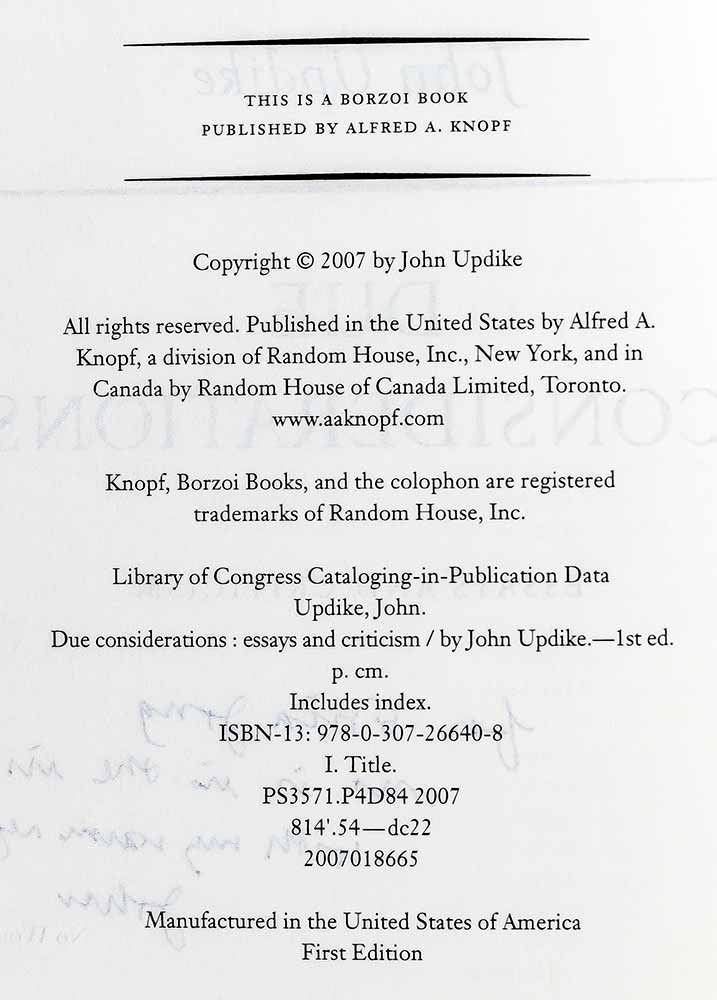 THIS IS A BORZOI BOOK
PUBLISHED BY ALFRED A. KNOPF
Copyright © 2007 by John Updike
All rights reserved. Published in the United States by Alfred A.
Knopf, a division of Random House, Inc., New York, and in
Canada by Random House of Canada Limited, Toronto.
www.aaknopf.com
Knopf, Borzoi Books, and the colophon are registered
trademarks of Random House, Inc.
Library of Congress Cataloging-in-Publication Data
Updike, John.
Due considerations : essays and criticism / by John Updike.—1st ed.
p. cm.
Includes index.
ISBN-13: 978-0-307-26640-8
I. Title.
PS3571.P4D84 2007
814'.54—dc22
2007018665
Manufactured in the United States of America
First Edition